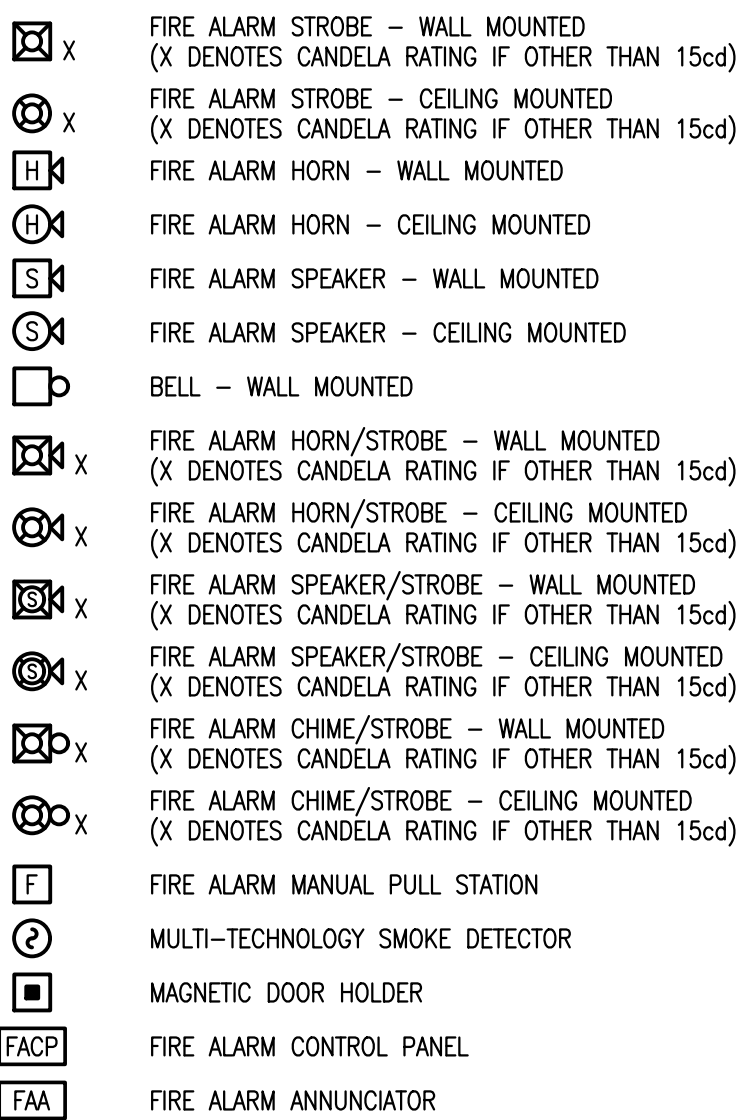 X FIRE ALARM STROBE – WALL MOUNTED
(X DENOTES CANDELA RATING IF OTHER THAN 15cd)
X FIRE ALARM STROBE – CEILING MOUNTED
(X DENOTES CANDELA RATING IF OTHER THAN 15cd)
H FIRE ALARM HORN – WALL MOUNTED
H FIRE ALARM HORN – CEILING MOUNTED
S FIRE ALARM SPEAKER – WALL MOUNTED
S FIRE ALARM SPEAKER – CEILING MOUNTED
BELL – WALL MOUNTED
X FIRE ALARM HORN/STROBE – WALL MOUNTED
(X DENOTES CANDELA RATING IF OTHER THAN 15cd)
X FIRE ALARM HORN/STROBE – CEILING MOUNTED
(X DENOTES CANDELA RATING IF OTHER THAN 15cd)
S X FIRE ALARM SPEAKER/STROBE – WALL MOUNTED
(X DENOTES CANDELA RATING IF OTHER THAN 15cd)
S X FIRE ALARM SPEAKER/STROBE – CEILING MOUNTED
(X DENOTES CANDELA RATING IF OTHER THAN 15cd)
X FIRE ALARM CHIME/STROBE – WALL MOUNTED
(X DENOTES CANDELA RATING IF OTHER THAN 15cd)
X FIRE ALARM CHIME/STROBE – CEILING MOUNTED
(X DENOTES CANDELA RATING IF OTHER THAN 15cd)
F FIRE ALARM MANUAL PULL STATION
MULTI–TECHNOLOGY SMOKE DETECTOR
MAGNETIC DOOR HOLDER
FACP FIRE ALARM CONTROL PANEL
FAA FIRE ALARM ANNUNCIATOR